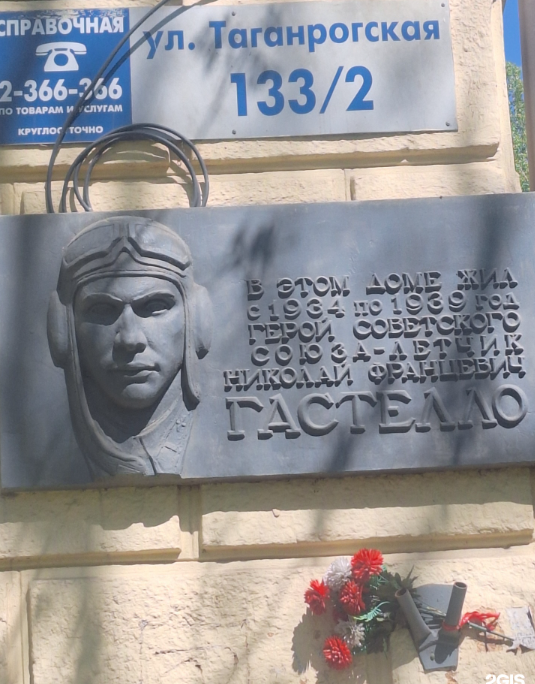 СПРАВОЧНАЯ
2-366-366
ПО ТОВАРАМ И УСЛУГАМ
КРУГЛОСУТОЧНО
ул. Таганрогская
133/2
В ЭТОМ ДОМЕ ЖИЛ
С 1934 ПО 1939 ГОД
ГЕРОЙ СОВЕТСКОГО
СОЮЗА-ЛЕТЧИК
НИКОЛАЙ ФРАНЦЕВИЧ
ГАСТЕЛЛО
2GIS